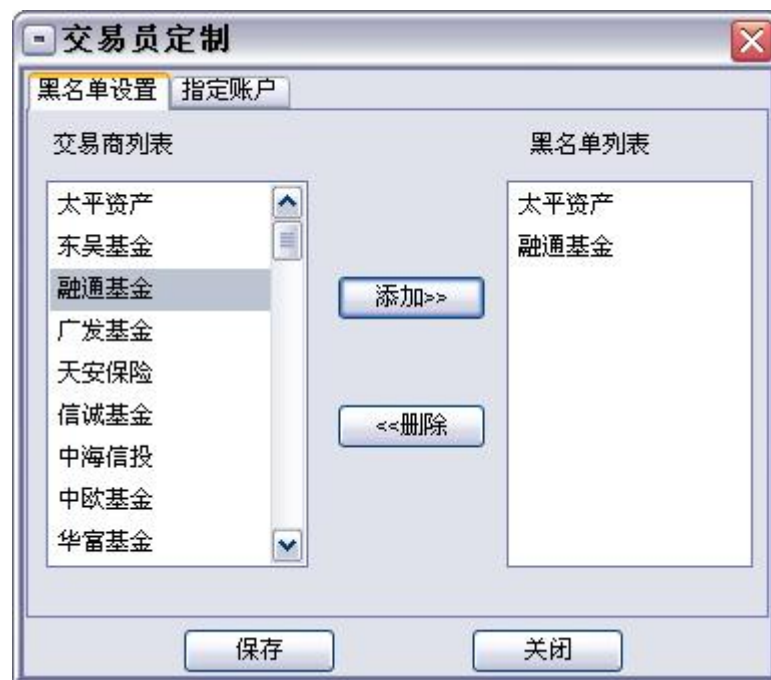 交易员定制
黑名单设置 指定账户
交易商列表
黑名单列表
太平资产
东吴基金
融通基金
广发基金
天安保险
信诚基金
中海信投
中欧基金
华富基金
添加>>
<<删除
太平资产
融通基金
保存
关闭